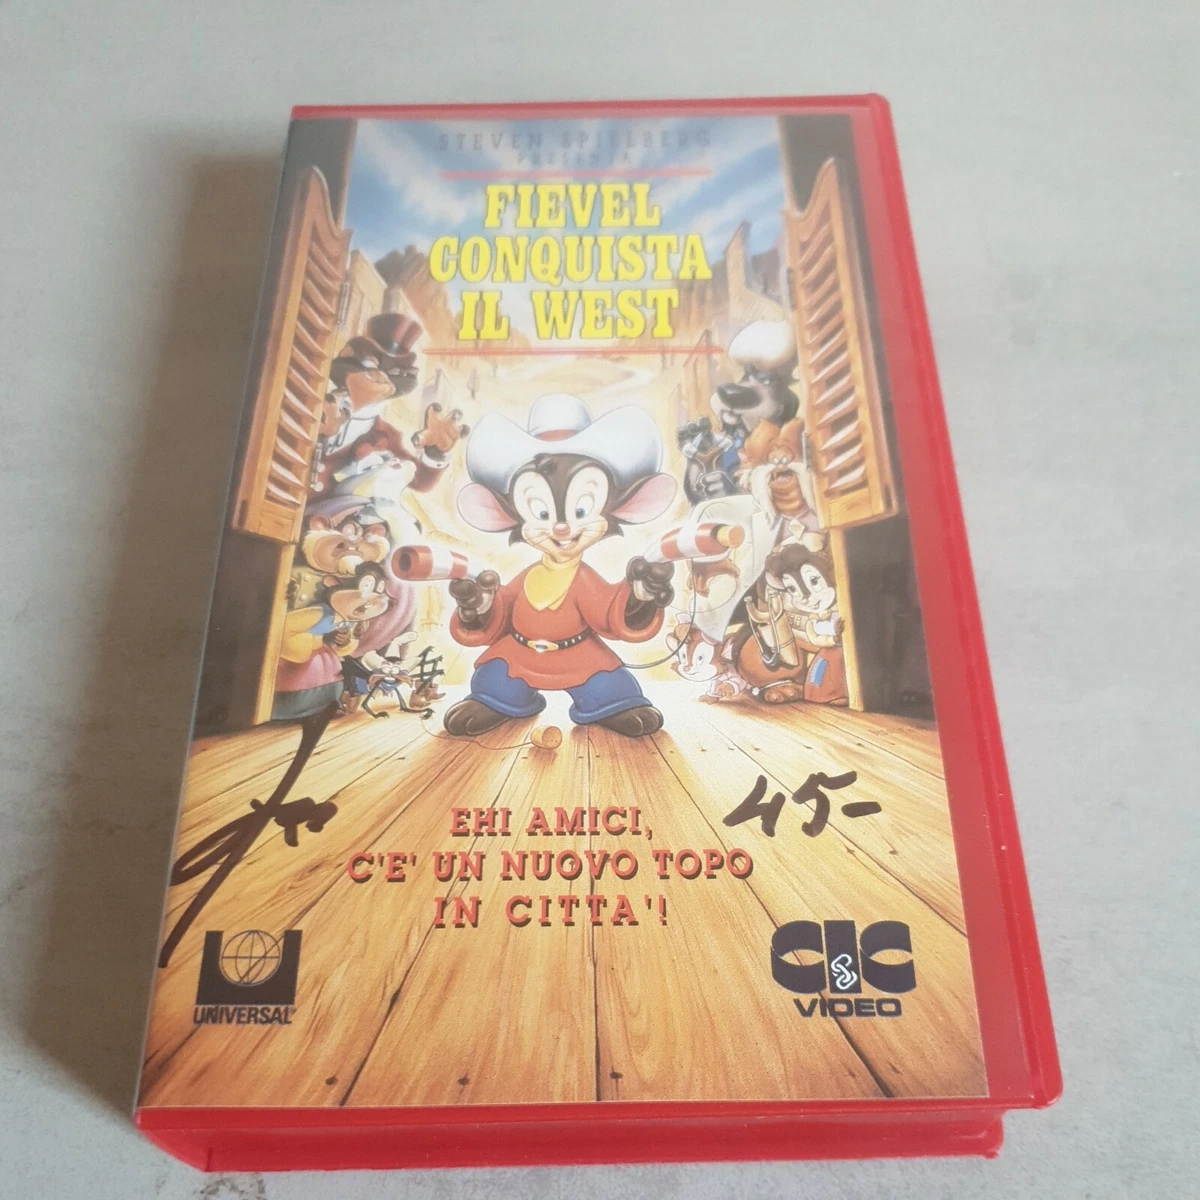 STEVEN SPIELBERG
PRESENTA
FIEVEL
CONQUISTA
IL WEST
45-
EHI AMICI,
C'E' UN NUOVO TOPO
IN CITTA'!
UNIVERSAL
CIC
VIDEO